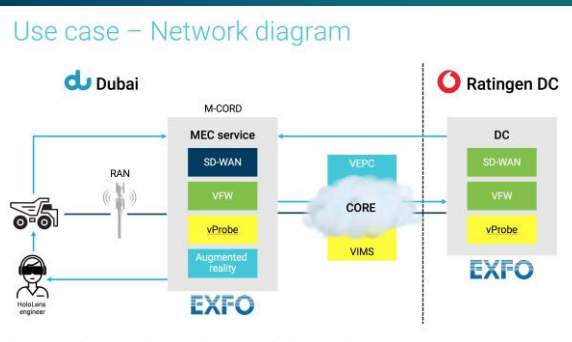 Use case – Network diagram
du Dubai
Ratingen DC
M-CORD
MEC service
SD-WAN
VFW
vProbe
Augmented
reality
EXFO
RAN
HoloLens
engineer
VEPC
CORE
VIMS
DC
SD-WAN
VFW
vProbe
EXFO